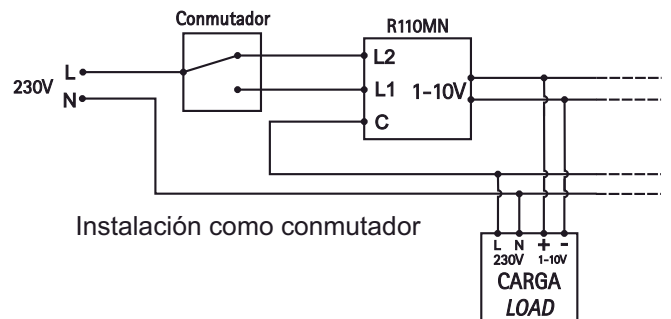 Conmutador
R110MN
230V
L
N
L2
L1
1-10V
C
Instalación como conmutador
L N + -
230V 1-10V
CARGA
LOAD